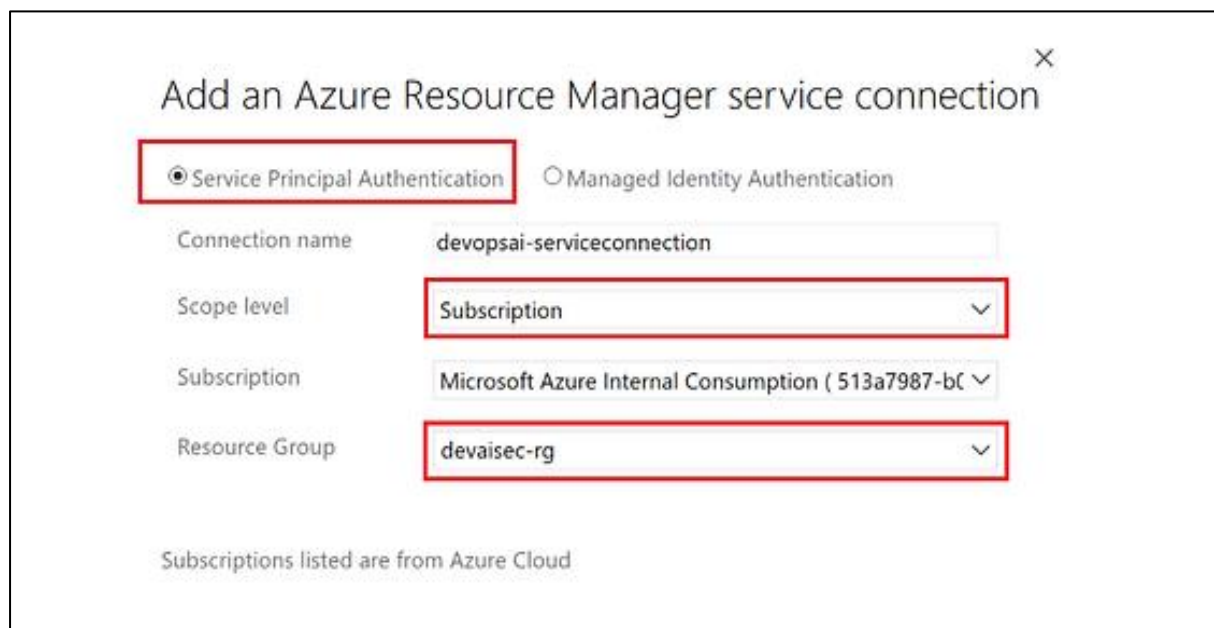 Add an Azure Resource Manager service connection
Service Principal Authentication Managed Identity Authentication
Connection name devopsai-serviceconnection
Scope level Subscription
Subscription Microsoft Azure Internal Consumption ( 513a7987-b0
Resource Group devaisec-rg
Subscriptions listed are from Azure Cloud